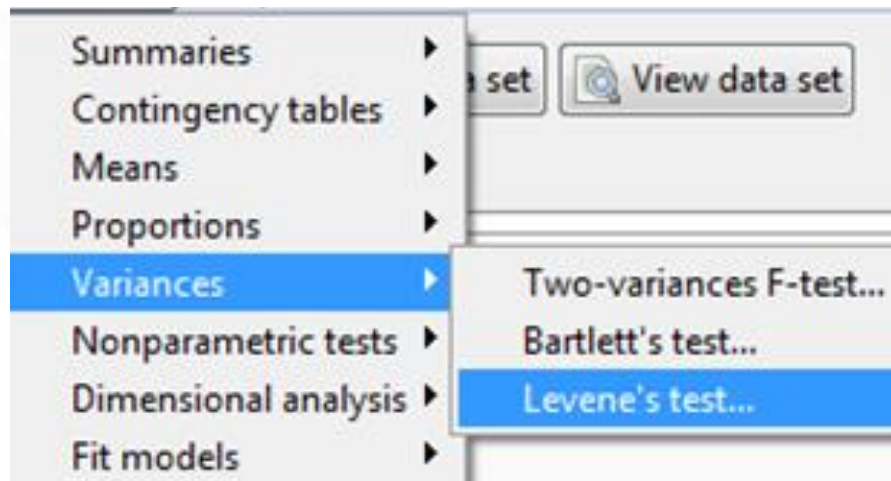 Summaries
Contingency tables
Means
Proportions
Variances
Nonparametric tests
Dimensional analysis
Fit models
set
View data set
Two-variances F-test...
Bartlett's test...
Levene's test...